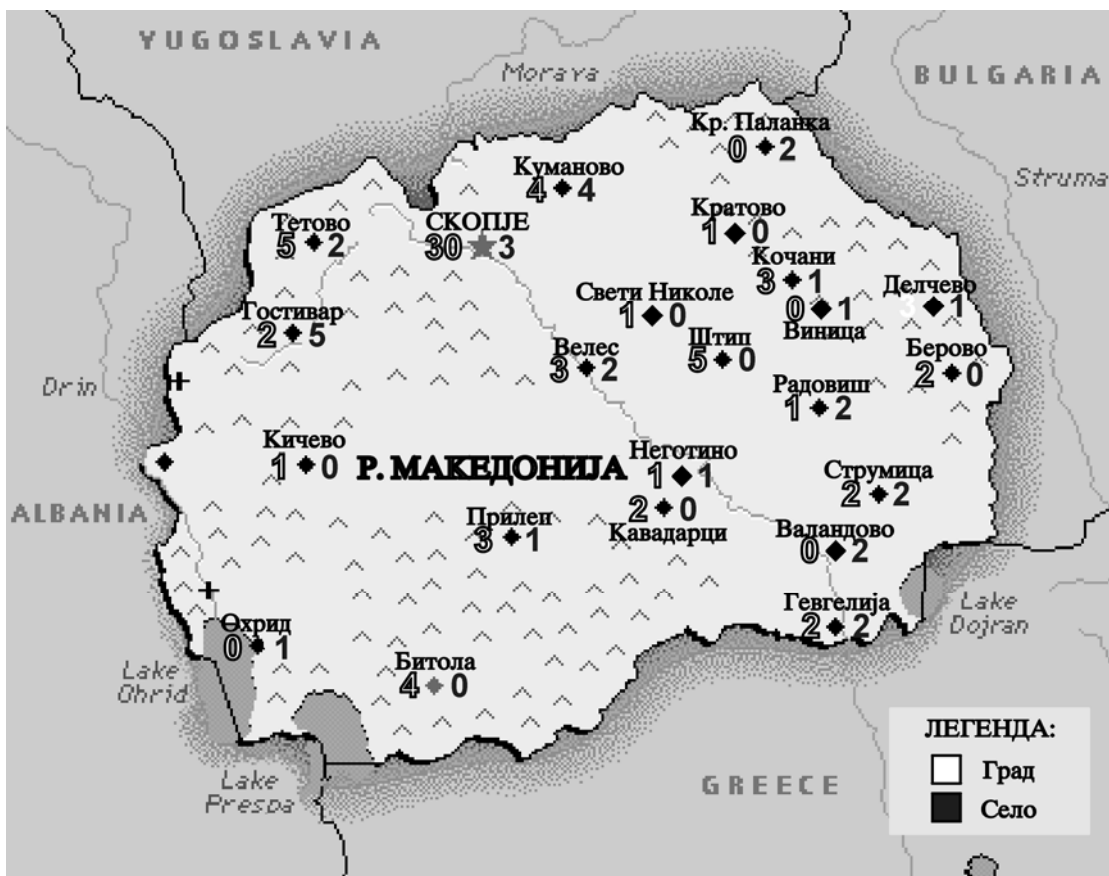 YUGOSLAVIA
Morava
BULGARIA
Кр. Паланка
0 2
Куманово
4 4
Struma
Тетово
5 2
СКОПЈЕ
30 3
Кратово
1 0
Кочани
3 1
Свети Николе
1 0
0 1
Виница
Делчево
3 1
Гостивар
2 5
Велес
3 2
Штип
5 0
Берово
2 0
Drin
Радовиш
1 2
Кичево
1 0
Р. МАКЕДОНИЈА
Неготино
1 1
Струмица
2 2
ALBANIA
Прилеп
3 1
2 0
Кавадарци
Валандово
0 2
Гевгелија
2 2
Lake
Dojran
Охрид
0 1
Битола
4 0
Lake
Ohrid
Lake
Prespa
GREECE
ЛЕГЕНДА:
Град
Село